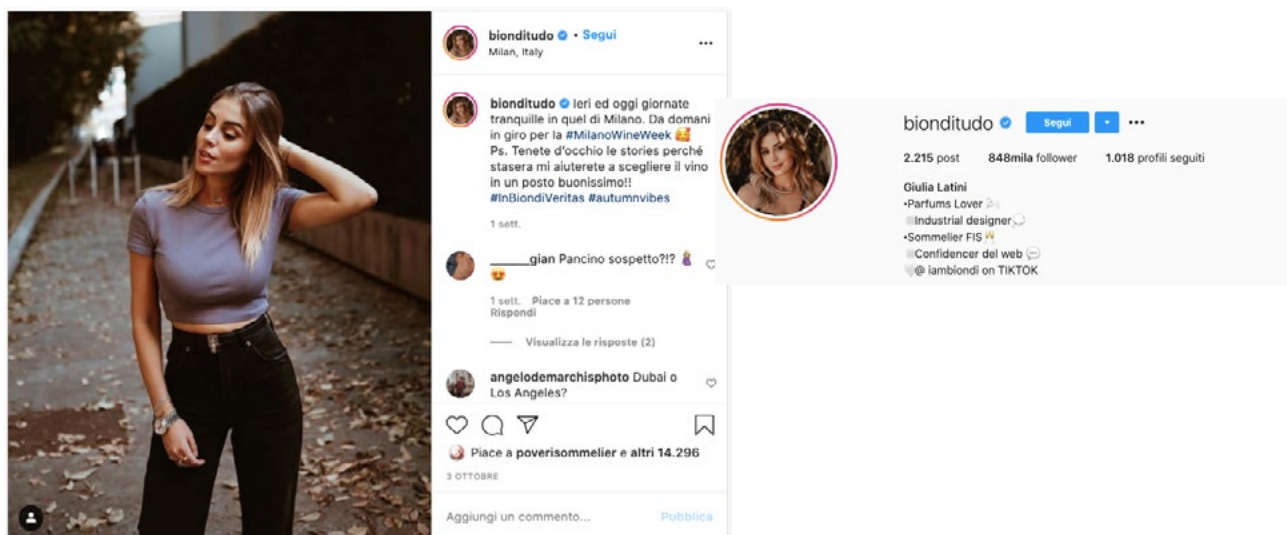 bionditudo • Segui
Milan, Italy
bionditudo Ieri ed oggi giornate
tranquille in quel di Milano. Da domani
in giro per la #MilanoWineWeek 🥰
Ps. Tenete d'occhio le stories perché
stasera mi aiuterete a scegliere il vino
in un posto buonissimo!!
#InBiondiVeritas #autumnvibes
1 sett.
______gian Pancino sospetto?!? 🤰
😍
1 sett. Piace a 12 persone
Rispondi
Visualizza le risposte (2)
angelodemarchisphoto Dubai o
Los Angeles?
Piace a poverisommelier e altri 14.296
3 OTTOBRE
Aggiungi un commento... Pubblica
bionditudo Segui
2.215 post 848mila follower 1.018 profili seguiti
Giulia Latini
•Parfums Lover
Industrial designer
•Sommelier FIS🥂
Confidencer del web 💬
@ iambiondi on TIKTOK